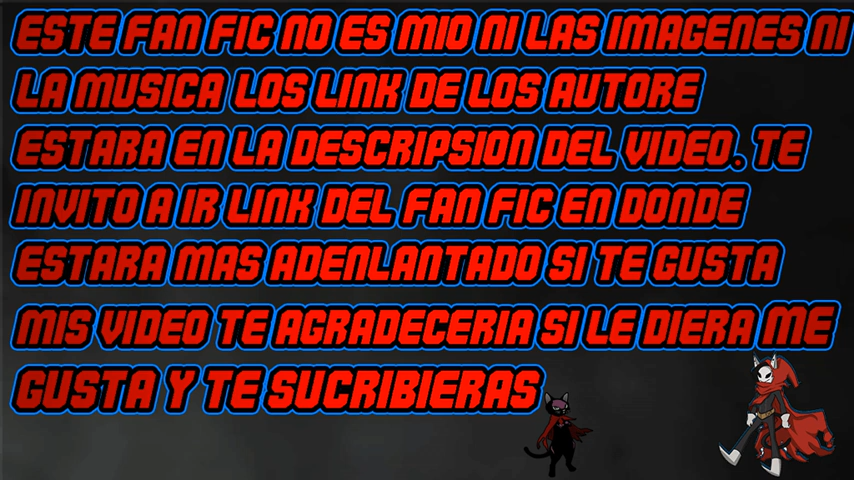 ESTE FAN FIC NO ES MIO NI LAS IMAGENES NI
LA MUSICA LOS LINK DE LOS AUTORE
ESTARA EN LA DESCRIPSION DEL VIDEO. TE
INVITO A IR LINK DEL FAN FIC EN DONDE
ESTARA MAS ADENLANTADO SI TE GUSTA
MIS VIDEO TE AGRADECERIA SI LE DIERA ME
GUSTA Y TE SUCRIBIERAS